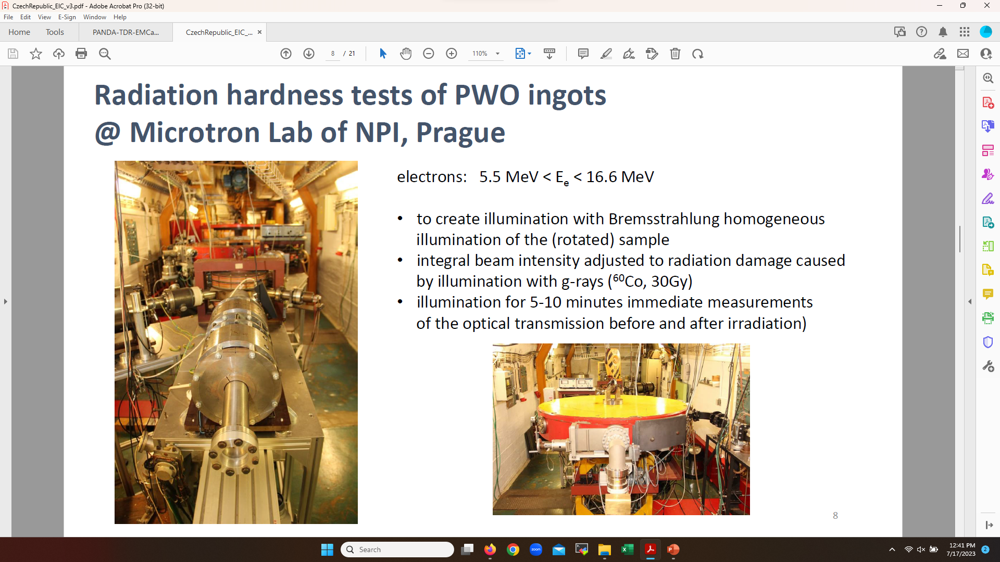 CzechRepublic_EIC_v3.pdf - Adobe Acrobat Pro (32-bit)
File Edit View E-Sign Window Help
Home Tools PANDA-TDR-EMCa... CzechRepublic_EIC_...
8 / 21 110%
Radiation hardness tests of PWO ingots
@ Microtron Lab of NPI, Prague
electrons: 5.5 MeV < Ee < 16.6 MeV
• to create illumination with Bremsstrahlung homogeneous
illumination of the (rotated) sample
• integral beam intensity adjusted to radiation damage caused
by illumination with g-rays (⁶⁰Co, 30Gy)
• illumination for 5-10 minutes immediate measurements
of the optical transmission before and after irradiation)
8
Search
zoom
12:41 PM
7/17/2023
2